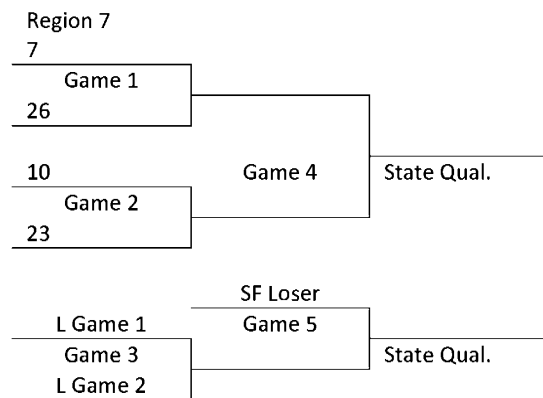 Region 7
7
Game 1
26
10
Game 4
State Qual.
Game 2
23
SF Loser
L Game 1
Game 5
Game 3
State Qual.
L Game 2